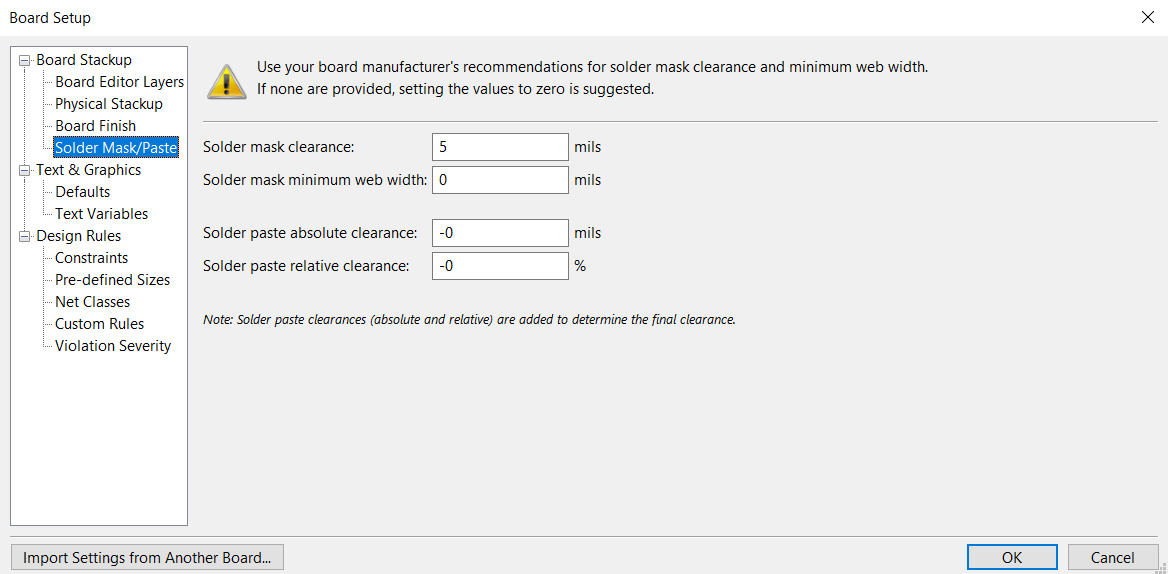 Board Setup
Board Stackup
Board Editor Layers
Physical Stackup
Board Finish
Solder Mask/Paste
Text & Graphics
Defaults
Text Variables
Design Rules
Constraints
Pre-defined Sizes
Net Classes
Custom Rules
Violation Severity
Use your board manufacturer's recommendations for solder mask clearance and minimum web width.
If none are provided, setting the values to zero is suggested.
Solder mask clearance: 5 mils
Solder mask minimum web width: 0 mils
Solder paste absolute clearance: -0 mils
Solder paste relative clearance: -0 %
Note: Solder paste clearances (absolute and relative) are added to determine the final clearance.
Import Settings from Another Board... OK Cancel